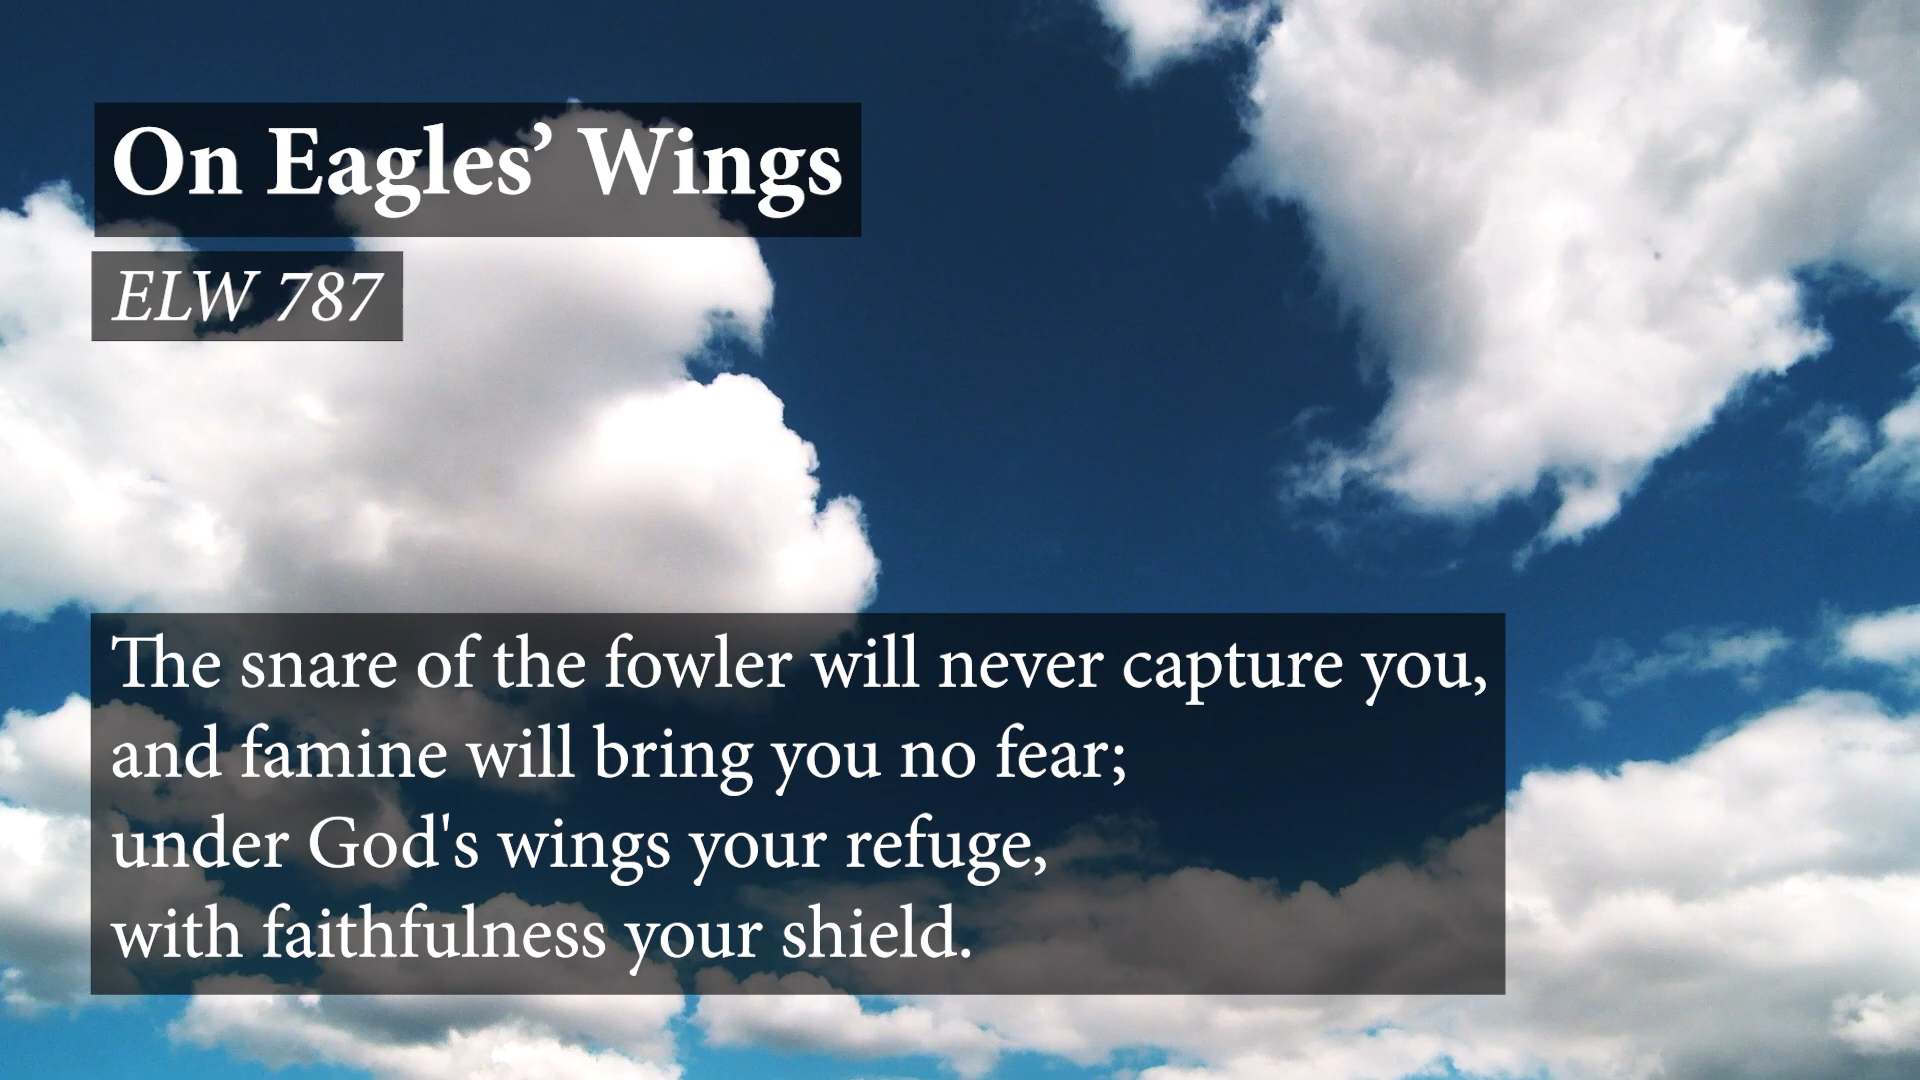 On Eagles’ Wings
ELW 787
The snare of the fowler will never capture you,
and famine will bring you no fear;
under God's wings your refuge,
with faithfulness your shield.